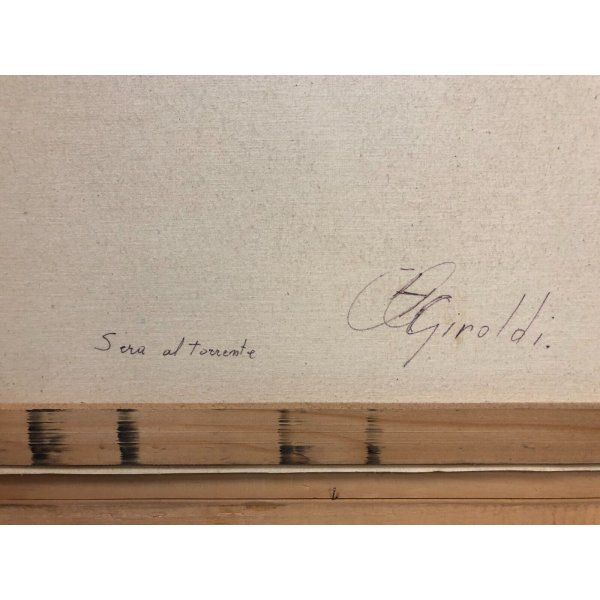 Sera al torrente
Giroldi.